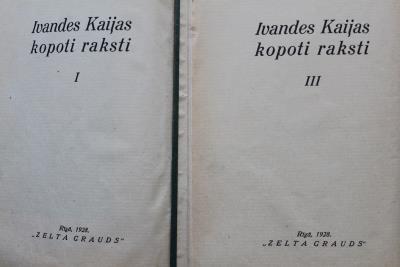 Ivandes Kaijas
kopoti raksti
I
Rīgā, 1928.
„ZELTA GRAUDS"
Ivandes Kaijas
kopoti raksti
III
Rīgā, 1928.
„ZELTA GRAUDS"